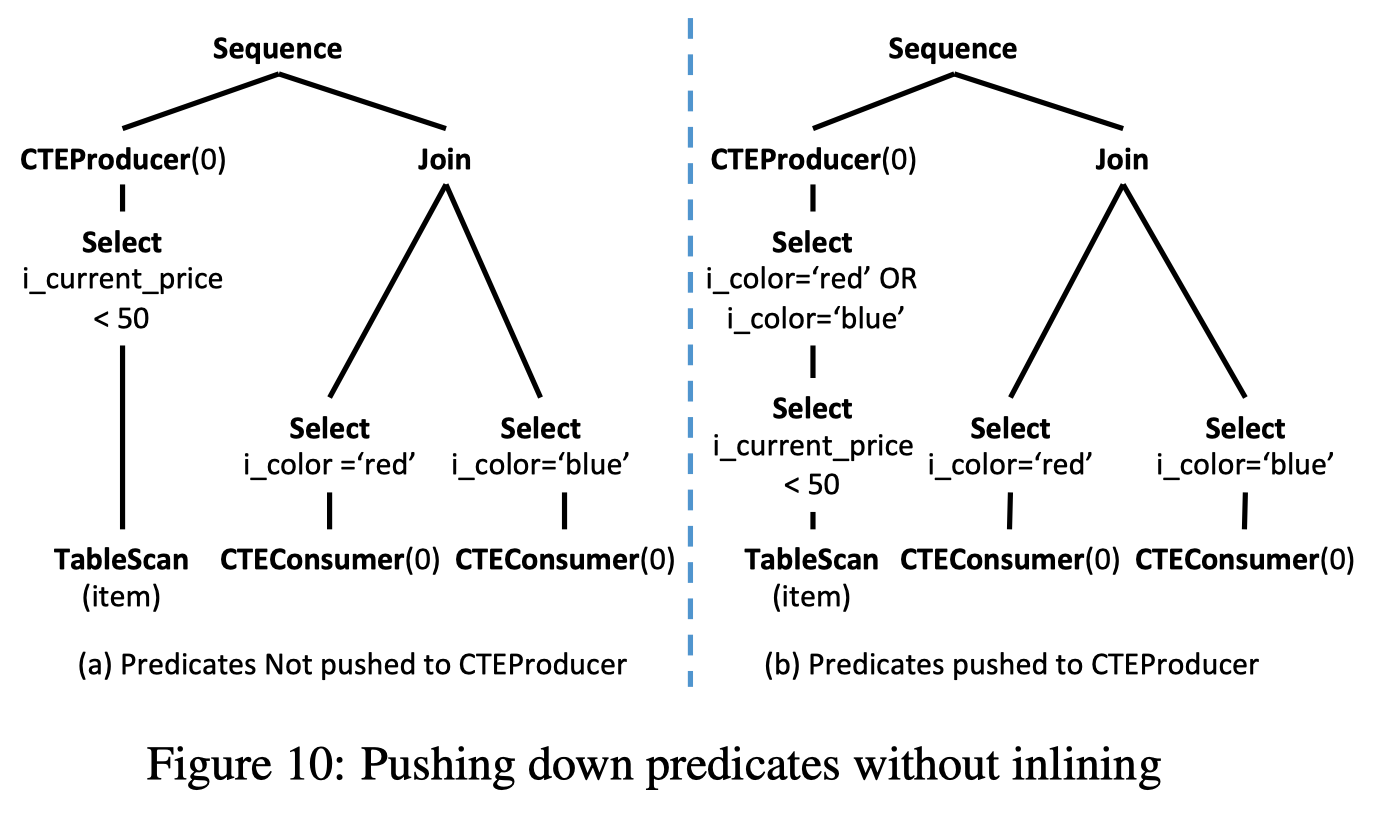 Sequence
CTEProducer(0)
Join
Select
i_current_price
< 50
Select
i_color =‘red’
Select
i_color=‘blue’
TableScan
(item)
CTEConsumer(0)
CTEConsumer(0)
(a) Predicates Not pushed to CTEProducer
Sequence
CTEProducer(0)
Join
Select
i_color=‘red’ OR
i_color=‘blue’
Select
i_current_price
< 50
Select
i_color=‘red’
Select
i_color=‘blue’
TableScan
(item)
CTEConsumer(0)
CTEConsumer(0)
(b) Predicates pushed to CTEProducer
Figure 10: Pushing down predicates without inlining